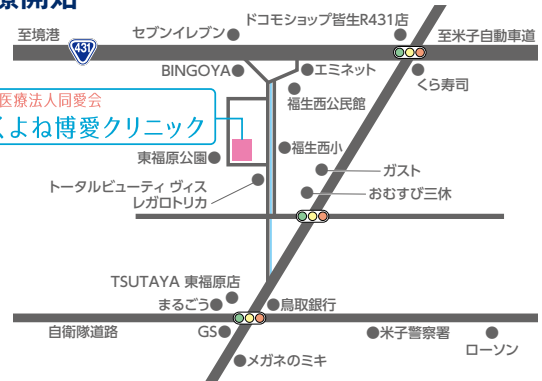 療開始
ドコモショップ皆生R431店
至境港
431
セブンイレブン
至米子自動車道
BINGOYA
エミネット
くら寿司
福生西公民館
医療法人同愛会
よね博愛クリニック
福生西小
東福原公園
ガスト
トータルビューティ ヴィス
レガロトリカ
おむすび三休
TSUTAYA 東福原店
まるごう
鳥取銀行
自衛隊道路
GS
米子警察署
ローソン
メガネのミキ